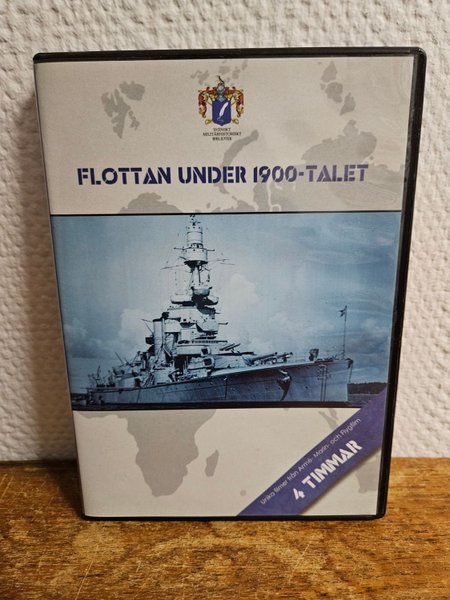 SVENSKT
MILITÄRHISTORISKT
BIBLIOTEK
FLOTTAN UNDER 1900-TALET
Unika filmer från Armé- Marin- och Flygfilm
4 TIMMAR